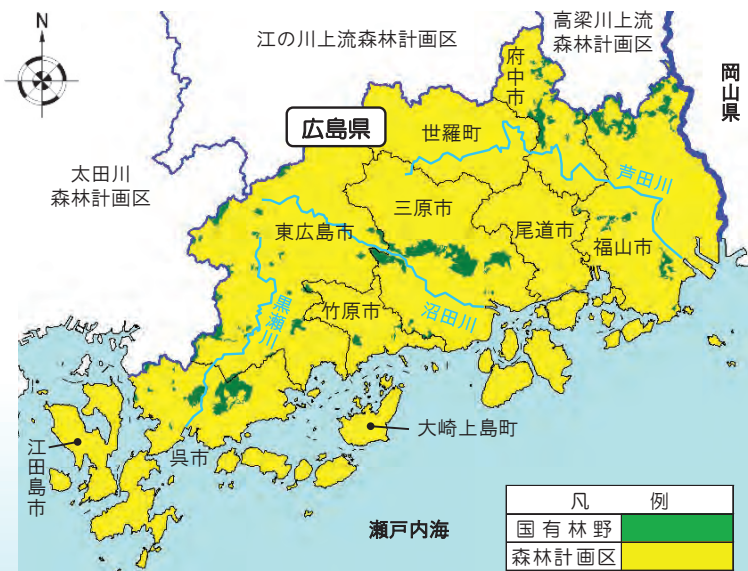 N
江の川上流森林計画区
高梁川上流
森林計画区
岡山県
府中市
広島県
世羅町
太田川
森林計画区
芦田川
三原市
東広島市
尾道市
福山市
黒瀬川
竹原市
沼田川
大崎上島町
江田島市
呉市
瀬戸内海
凡 例
国有林野
森林計画区